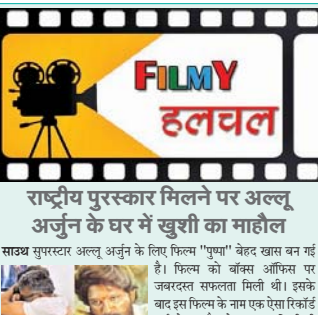 FILMY
हलचल
राष्ट्रीय पुरस्कार मिलने पर अल्लू
अर्जुन के घर में खुशी का माहौल
साउथ सुपरस्टार अल्लू अर्जुन के लिए फिल्म "पुष्पा" बेहद खास बन गई
है। फिल्म को बॉक्स ऑफिस पर
जबरदस्त सफलता मिली थी। इसके
बाद इस फिल्म के नाम एक ऐसा रिकॉर्ड